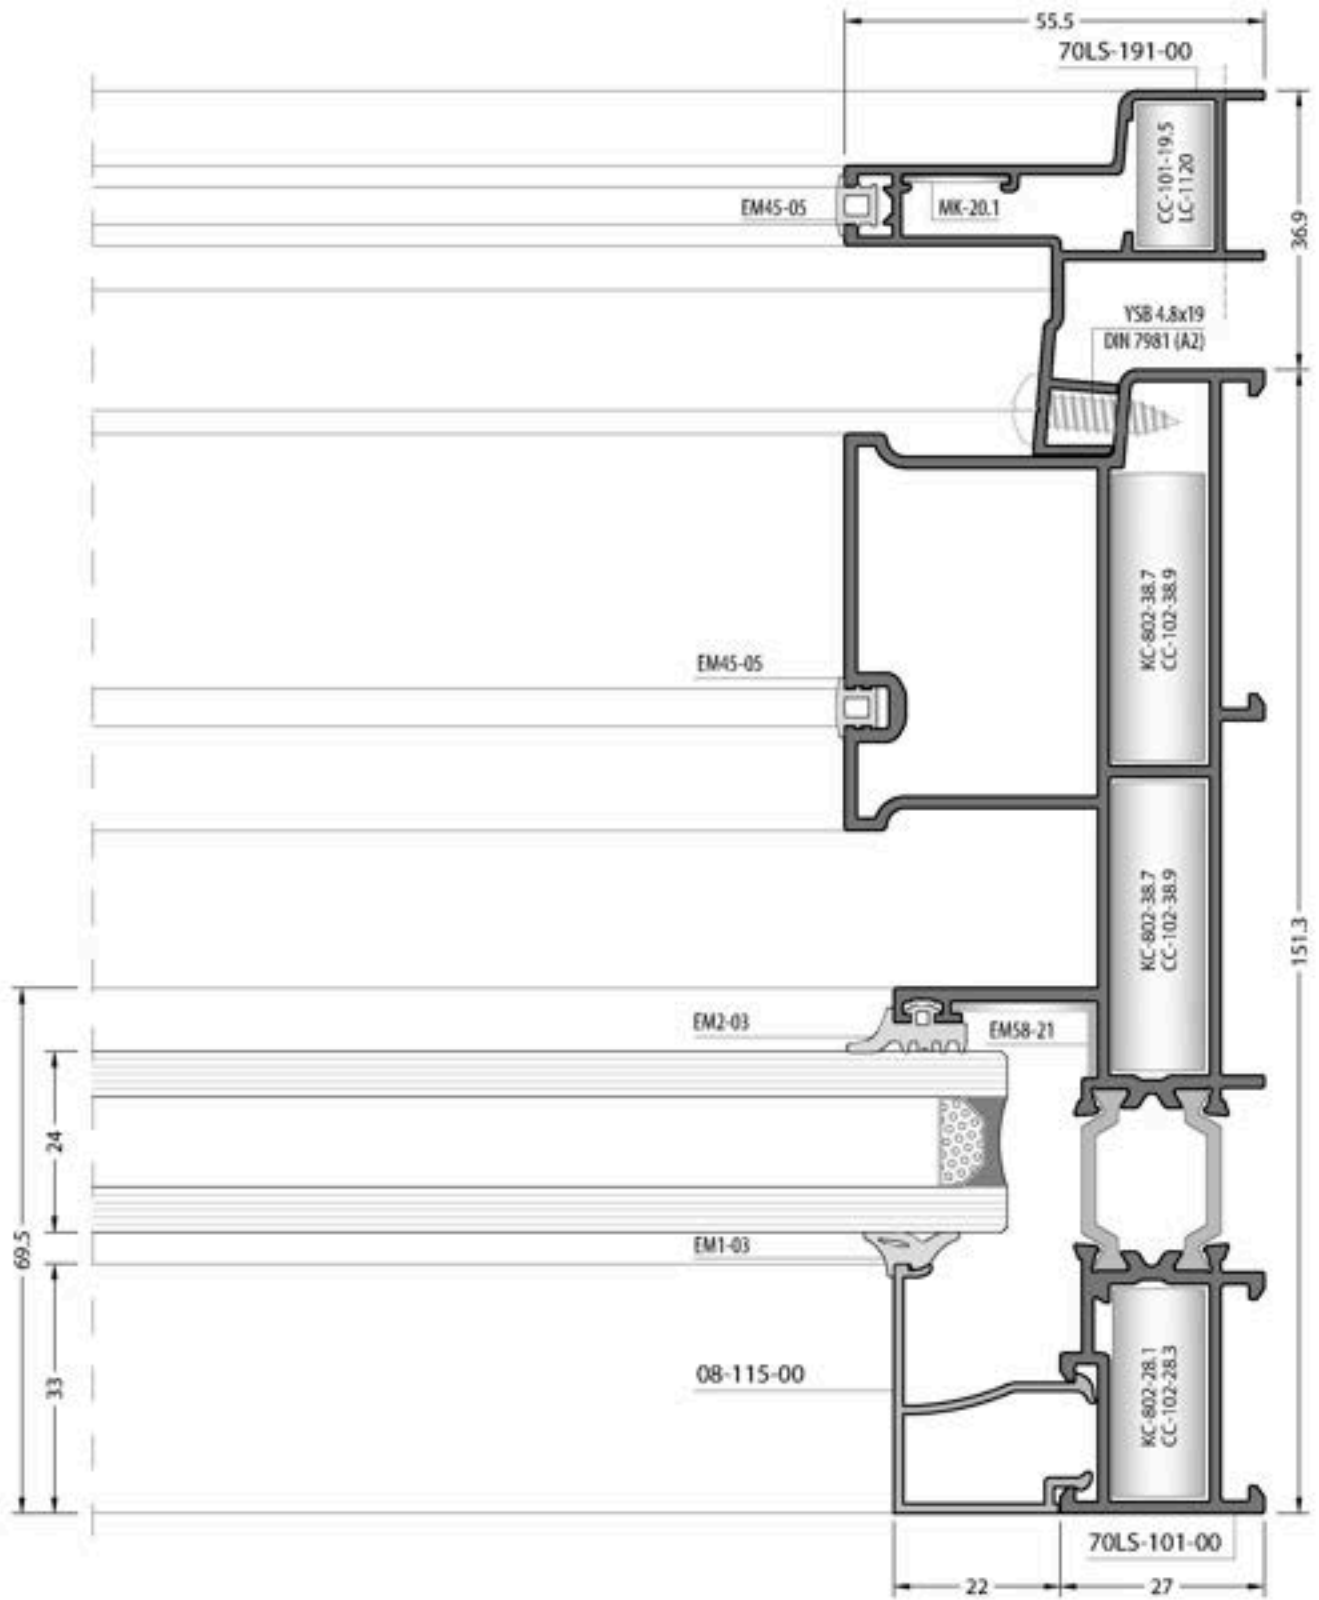 55.5
70LS-191-00
CC-101-19.5
LC-1120
EM45-05
MK-20.1
36.9
YSB 4.8x19
DIN 7981 (A2)
KC-802-38.7
CC-102-38.9
EM45-05
KC-802-38.7
CC-102-38.9
151.3
EM2-03
EM58-21
24
69.5
EM1-03
08-115-00
33
KC-802-28.1
CC-102-28.3
70LS-101-00
22
27